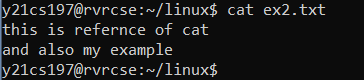 y21cs197@rvrcse:~/linux$ cat ex2.txt
this is refernce of cat
and also my example
y21cs197@rvrcse:~/linux$